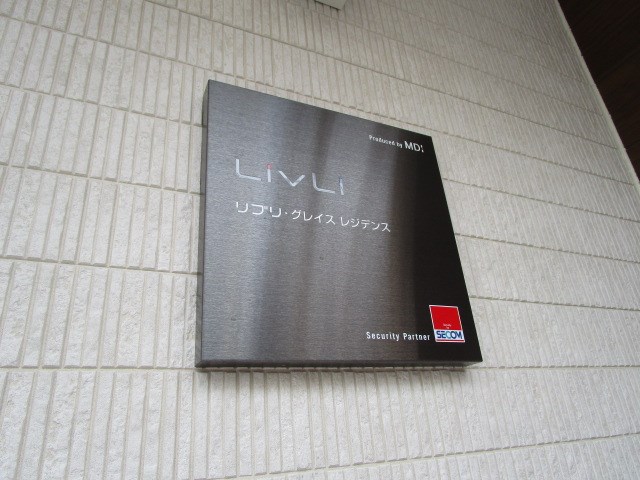 Produced by MDI
LiVLi
リブリ・グレイス レジデンス
Security Partner
SECOM